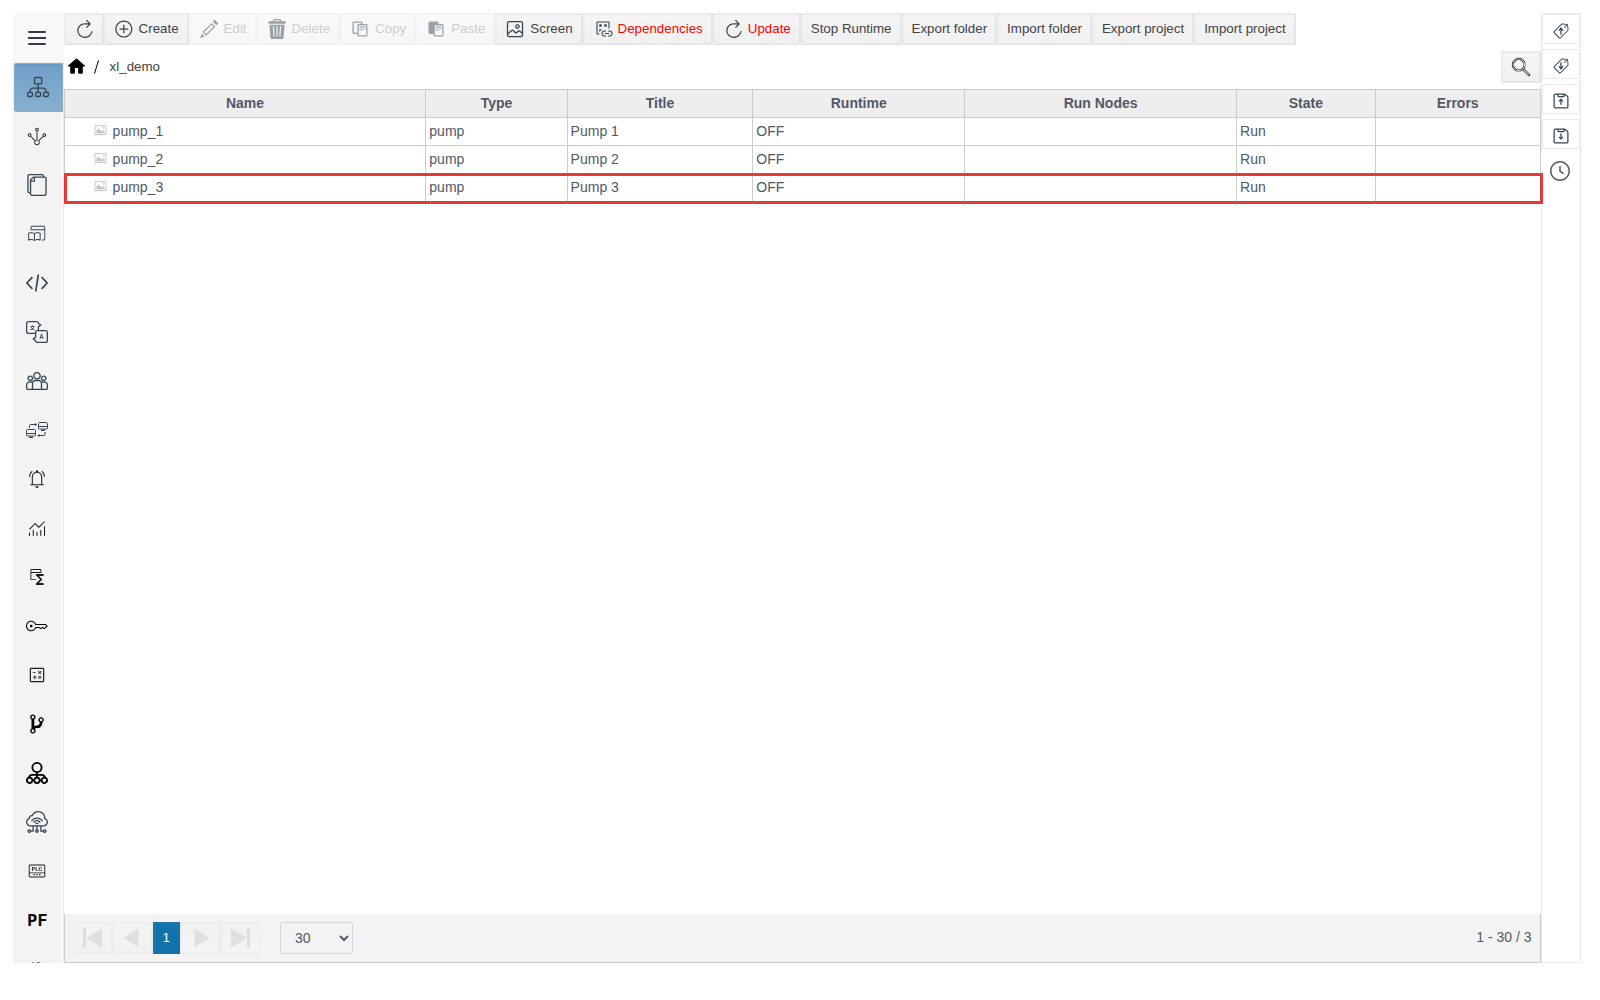 Create Edit Delete Copy Paste Screen Dependencies Update Stop Runtime Export folder Import folder Export project Import project
/ xl_demo
Name Type Title Runtime Run Nodes State Errors
pump_1 pump Pump 1 OFF Run
pump_2 pump Pump 2 OFF Run
pump_3 pump Pump 3 OFF Run
PLC
PF
1 30 1 - 30 / 3